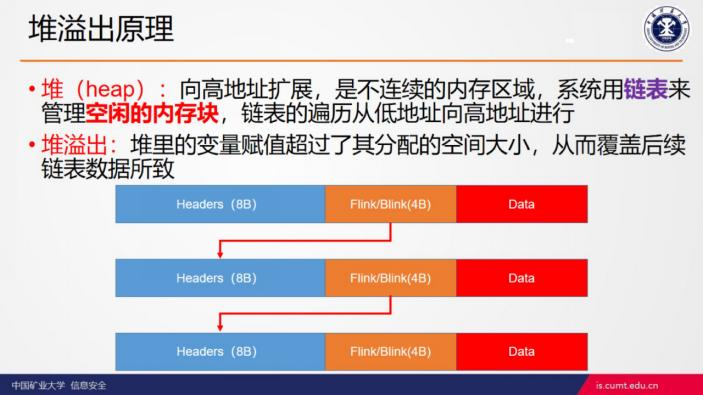 堆溢出原理
• 堆（heap）：向高地址扩展，是不连续的内存区域，系统用链表来
管理空闲的内存块，链表的遍历从低地址向高地址进行
• 堆溢出：堆里的变量赋值超过了其分配的空间大小，从而覆盖后续
链表数据所致
Headers（8B） Flink/Blink(4B) Data
Headers（8B） Flink/Blink(4B) Data
Headers（8B） Flink/Blink(4B) Data
中国矿业大学 信息安全 is.cumt.edu.cn